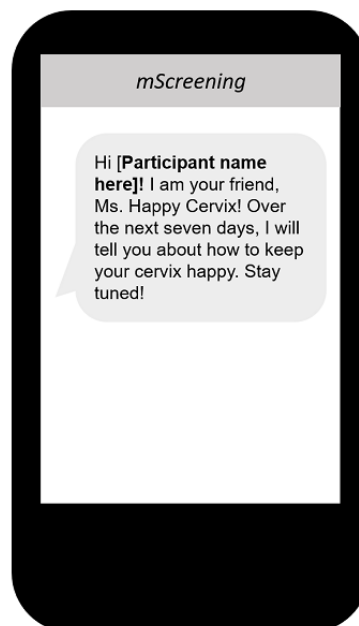 mScreening
Hi [Participant name
here]! I am your friend,
Ms. Happy Cervix! Over
the next seven days, I will
tell you about how to keep
your cervix happy. Stay
tuned!